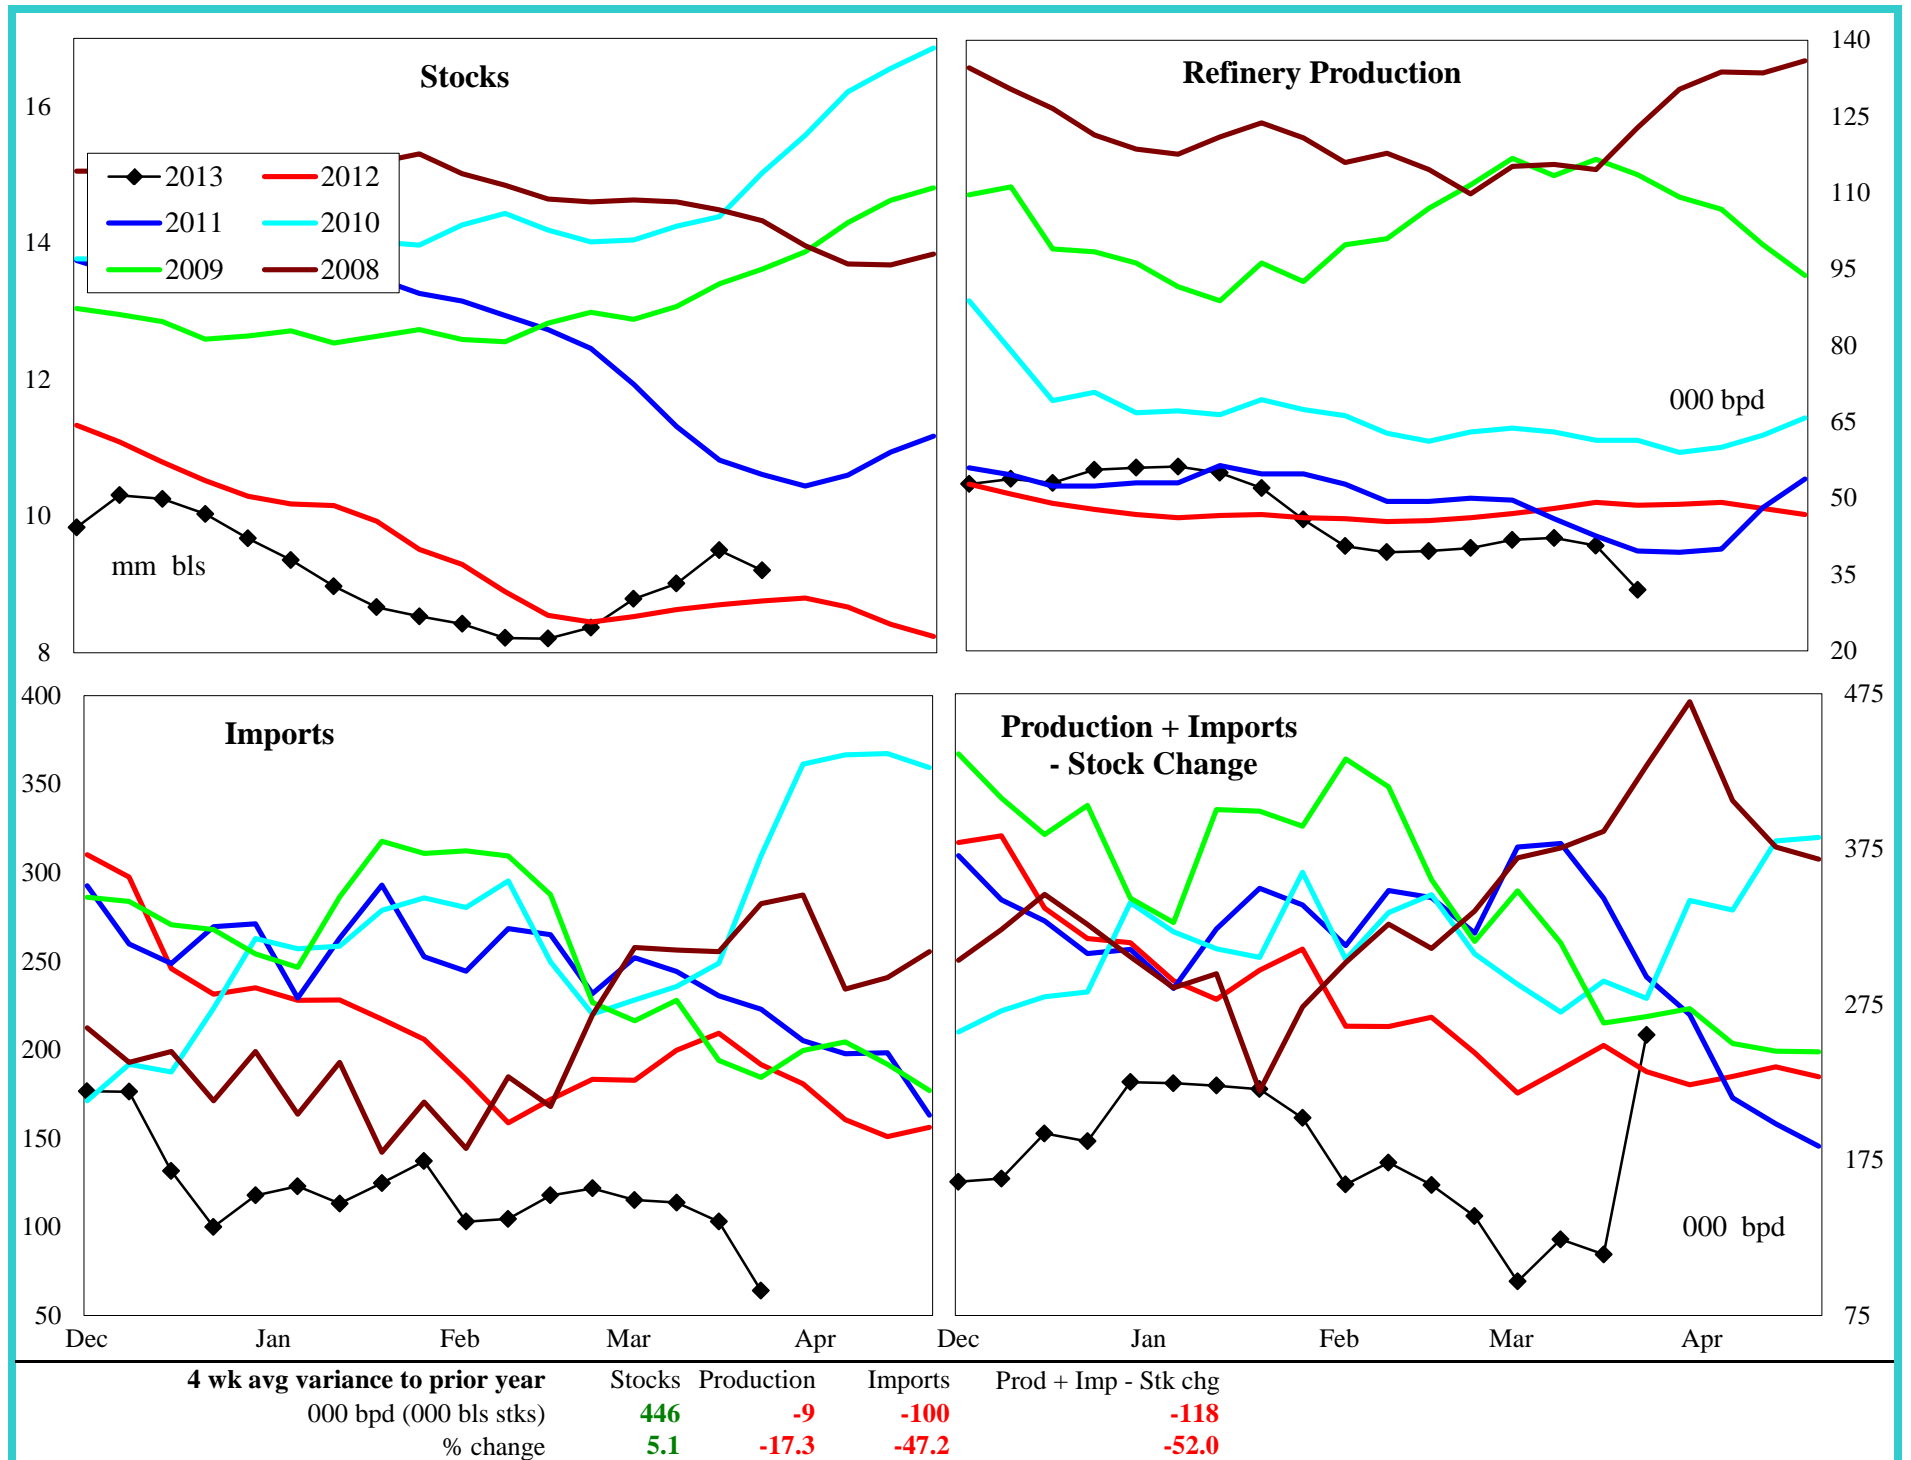 Stocks
16
14
12
10
8
2013
2012
2011
2010
2009
2008
mm bls
Refinery Production
000 bpd
140
125
110
95
80
65
50
35
20
Imports
400
350
300
250
200
150
100
50
Dec Jan Feb Mar Apr
Production + Imports
- Stock Change
000 bpd
475
375
275
175
75
Dec Jan Feb Mar Apr
4 wk avg variance to prior year Stocks Production Imports Prod + Imp - Stk chg
000 bpd (000 bls stks) 446 -9 -100 -118
% change 5.1 -17.3 -47.2 -52.0